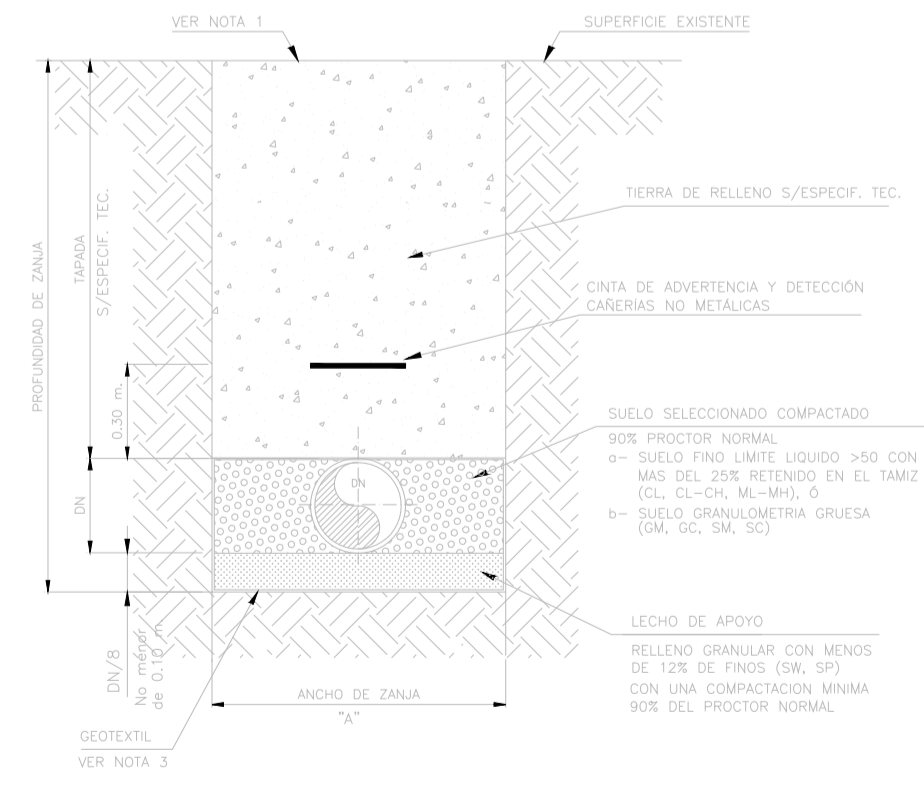 VER NOTA 1
SUPERFICIE EXISTENTE
PROFUNDIDAD DE ZANJA
TAPADA
S/ESPECIF. TEC.
TIERRA DE RELLENO S/ESPECIF. TEC.
CINTA DE ADVERTENCIA Y DETECCIÓN
CAÑERIAS NO METÁLICAS
0.30 m.
SUELO SELECCIONADO COMPACTADO
90% PROCTOR NORMAL
a- SUELO FINO LIMITE LIQUIDO >50 CON
MAS DEL 25% RETENIDO EN EL TAMIZ
(CL, CL-CH, ML-MH), Ó
b- SUELO GRANULOMETRIA GRUESA
(GM, GC, SM, SC)
DN
DN
DN/8
No menor
de 0.10 m.
LECHO DE APOYO
RELLENO GRANULAR CON MENOS
DE 12% DE FINOS (SW, SP)
CON UNA COMPACTACION MINIMA
90% DEL PROCTOR NORMAL
ANCHO DE ZANJA
"A"
GEOTEXTIL
VER NOTA 3